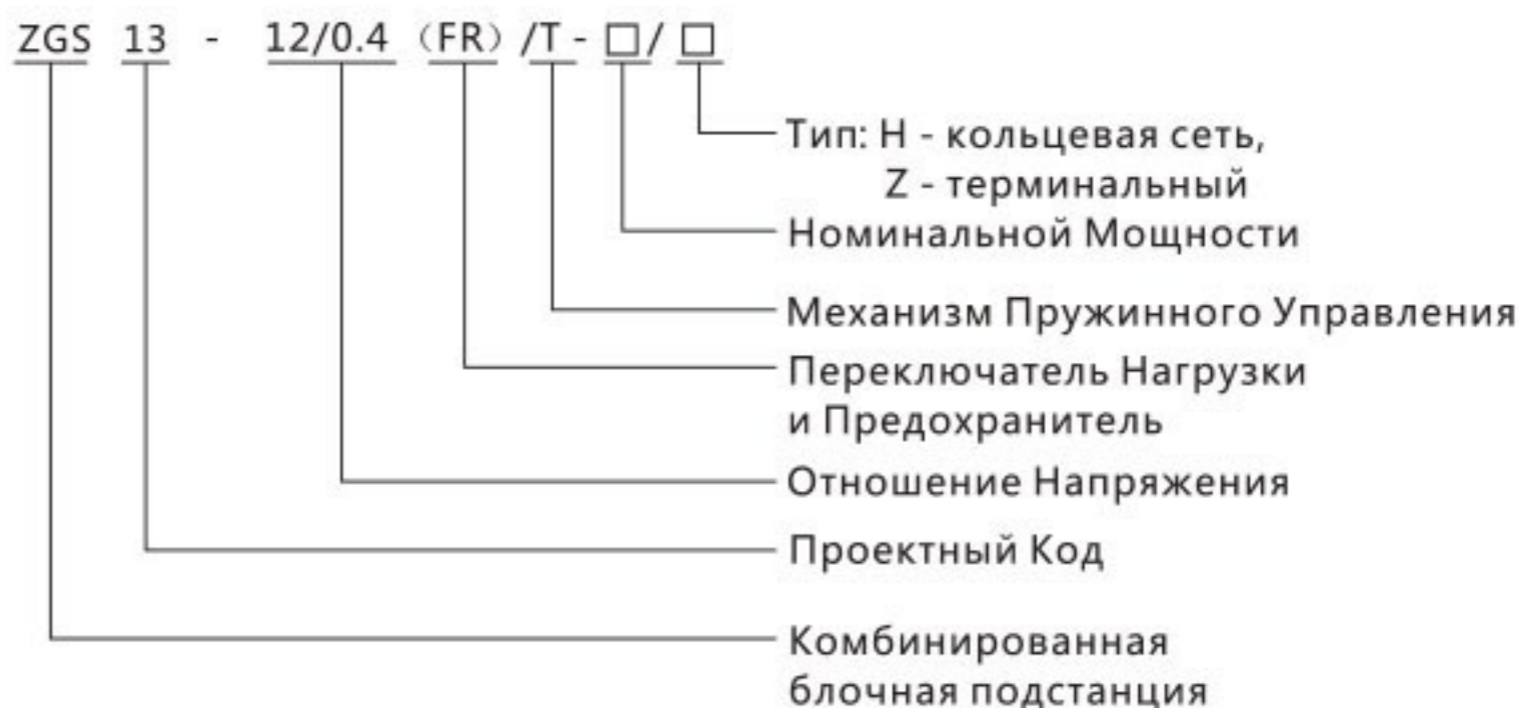 ZGS 13 - 12/0.4 （FR）/T - □/ □
Тип: Н - кольцевая сеть,
Z - терминальный
Номинальной Мощности
Механизм Пружинного Управления
Переключатель Нагрузки
и Предохранитель
Отношение Напряжения
Проектный Код
Комбинированная
блочная подстанция